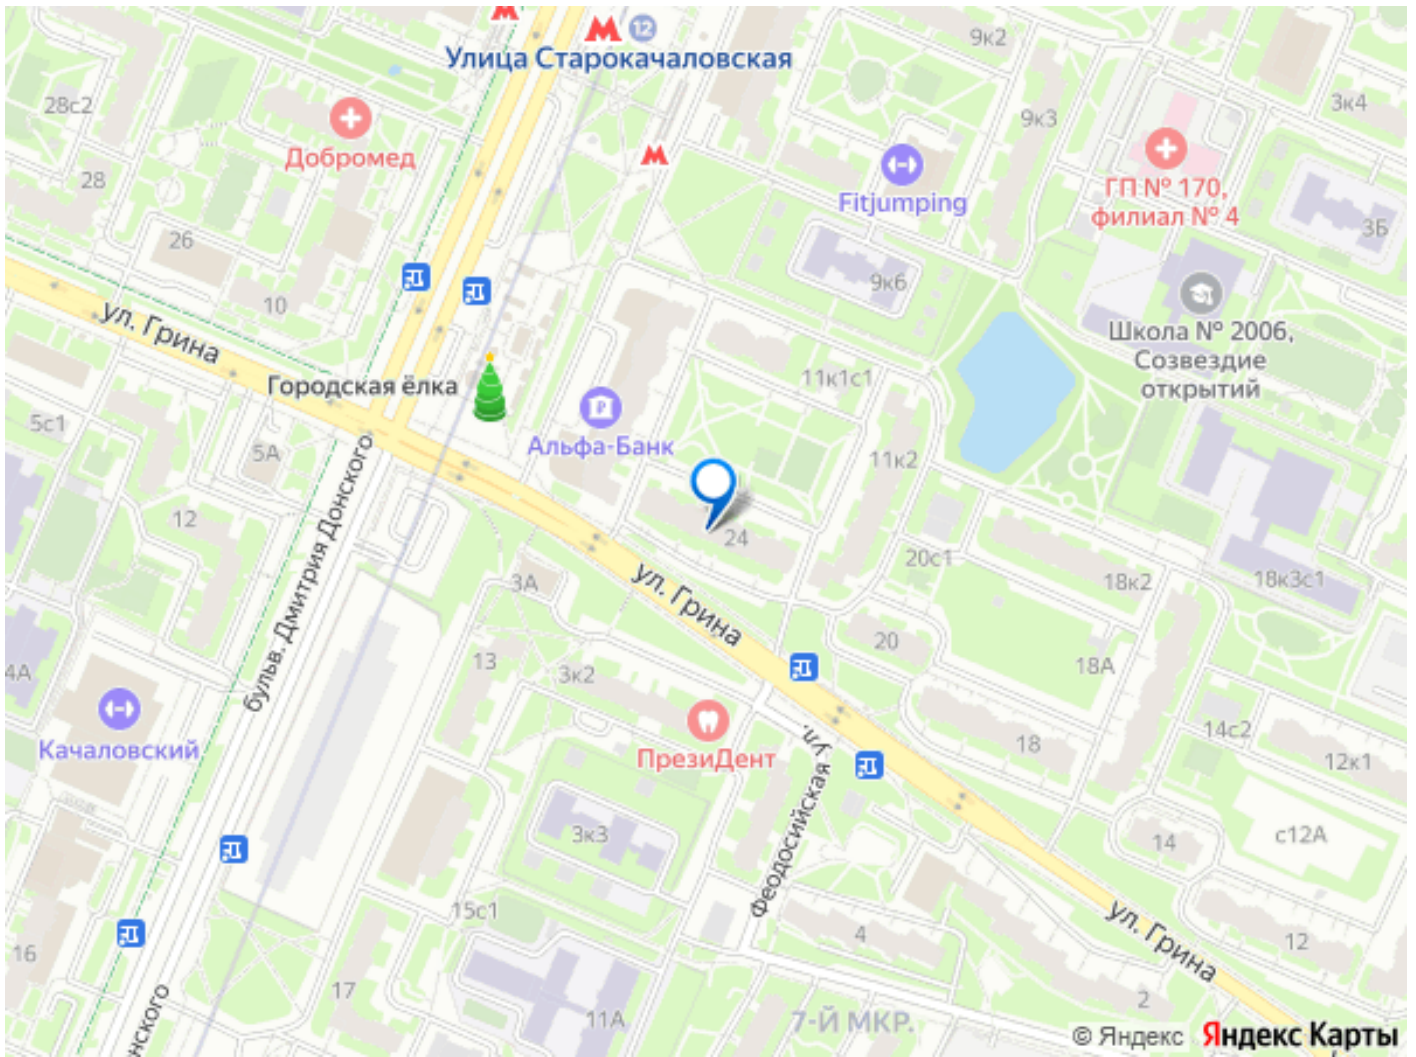 12
Улица Старокачаловская
9к2
28с2
3к4
9к3
Добромед
28
ГП № 170,
филиал № 4
Fitjumping
3Б
26
9к6
10
ул. Грина
Школа № 2006,
Созвездие
открытий
Городская ёлка
11к1с1
5с1
5А
Альфа-Банк
11к2
12
24
20с1
бульв. Дмитрия Донского
3А
ул. Грина
18к2
18к3с1
20
13
3к2
18А
4А
Качаловский
ПрезиДент
18
14с2
12к1
Феодосийская ул.
3к3
14
с12А
15с1
ул. Грина
4
12
16
17
2
нского
11А
7-Й МКР.
© Яндекс Яндекс Карты